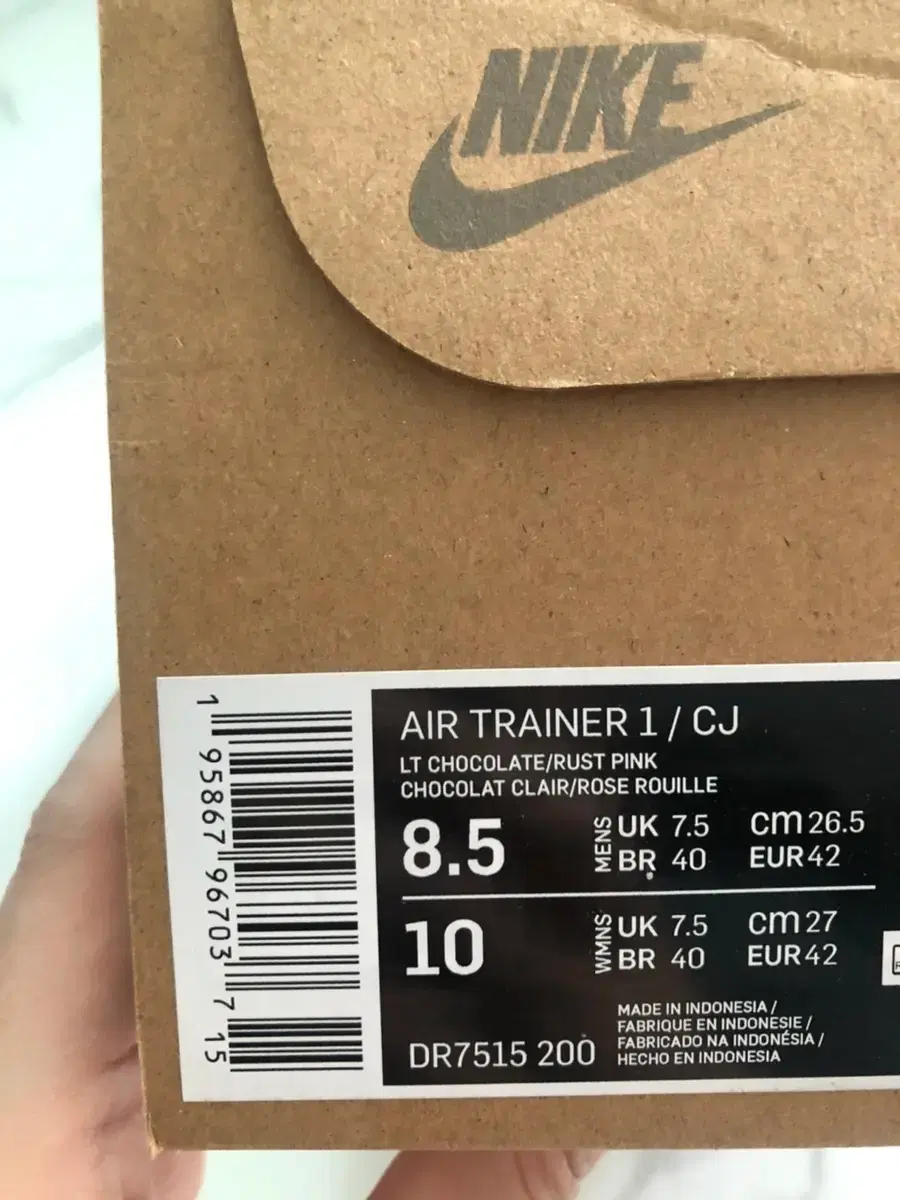 NIKE
1 95867 96703 7 15
AIR TRAINER 1 / CJ
LT CHOCOLATE/RUST PINK
CHOCOLAT CLAIR/ROSE ROUILLE
8.5 MENS UK 7.5 cm 26.5
BR 40 EUR 42
10 WMNS UK 7.5 cm 27
BR 40 EUR 42
DR7515 200
MADE IN INDONESIA /
FABRIQUE EN INDONESIE /
FABRICADO NA INDONÉSIA /
HECHO EN INDONESIA